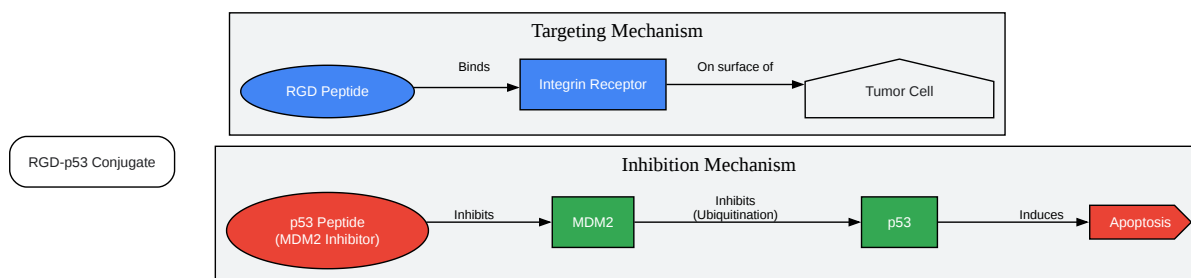 Targeting Mechanism
RGD Peptide
Binds
Integrin Receptor
On surface of
Tumor Cell
RGD-p53 Conjugate
Inhibition Mechanism
p53 Peptide
(MDM2 Inhibitor)
Inhibits
MDM2
Inhibits
(Ubiquitination)
p53
Induces
Apoptosis